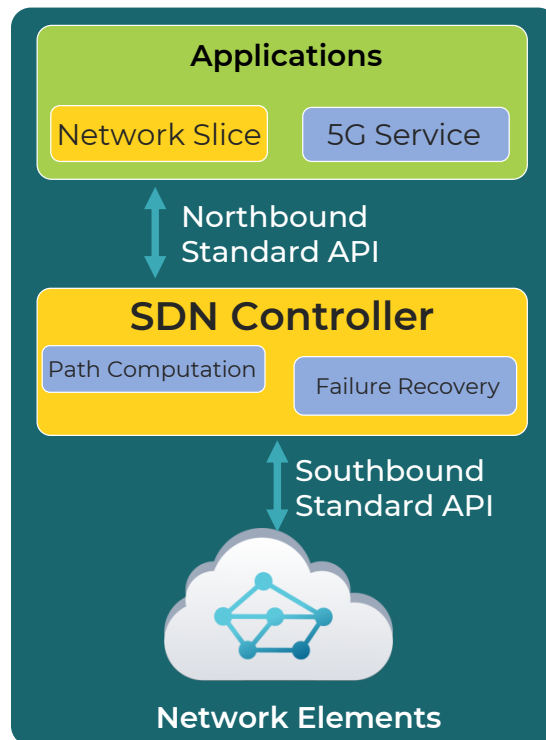 Applications
Network Slice
5G Service
Northbound
Standard API
SDN Controller
Path Computation
Failure Recovery
Southbound
Standard API
Network Elements